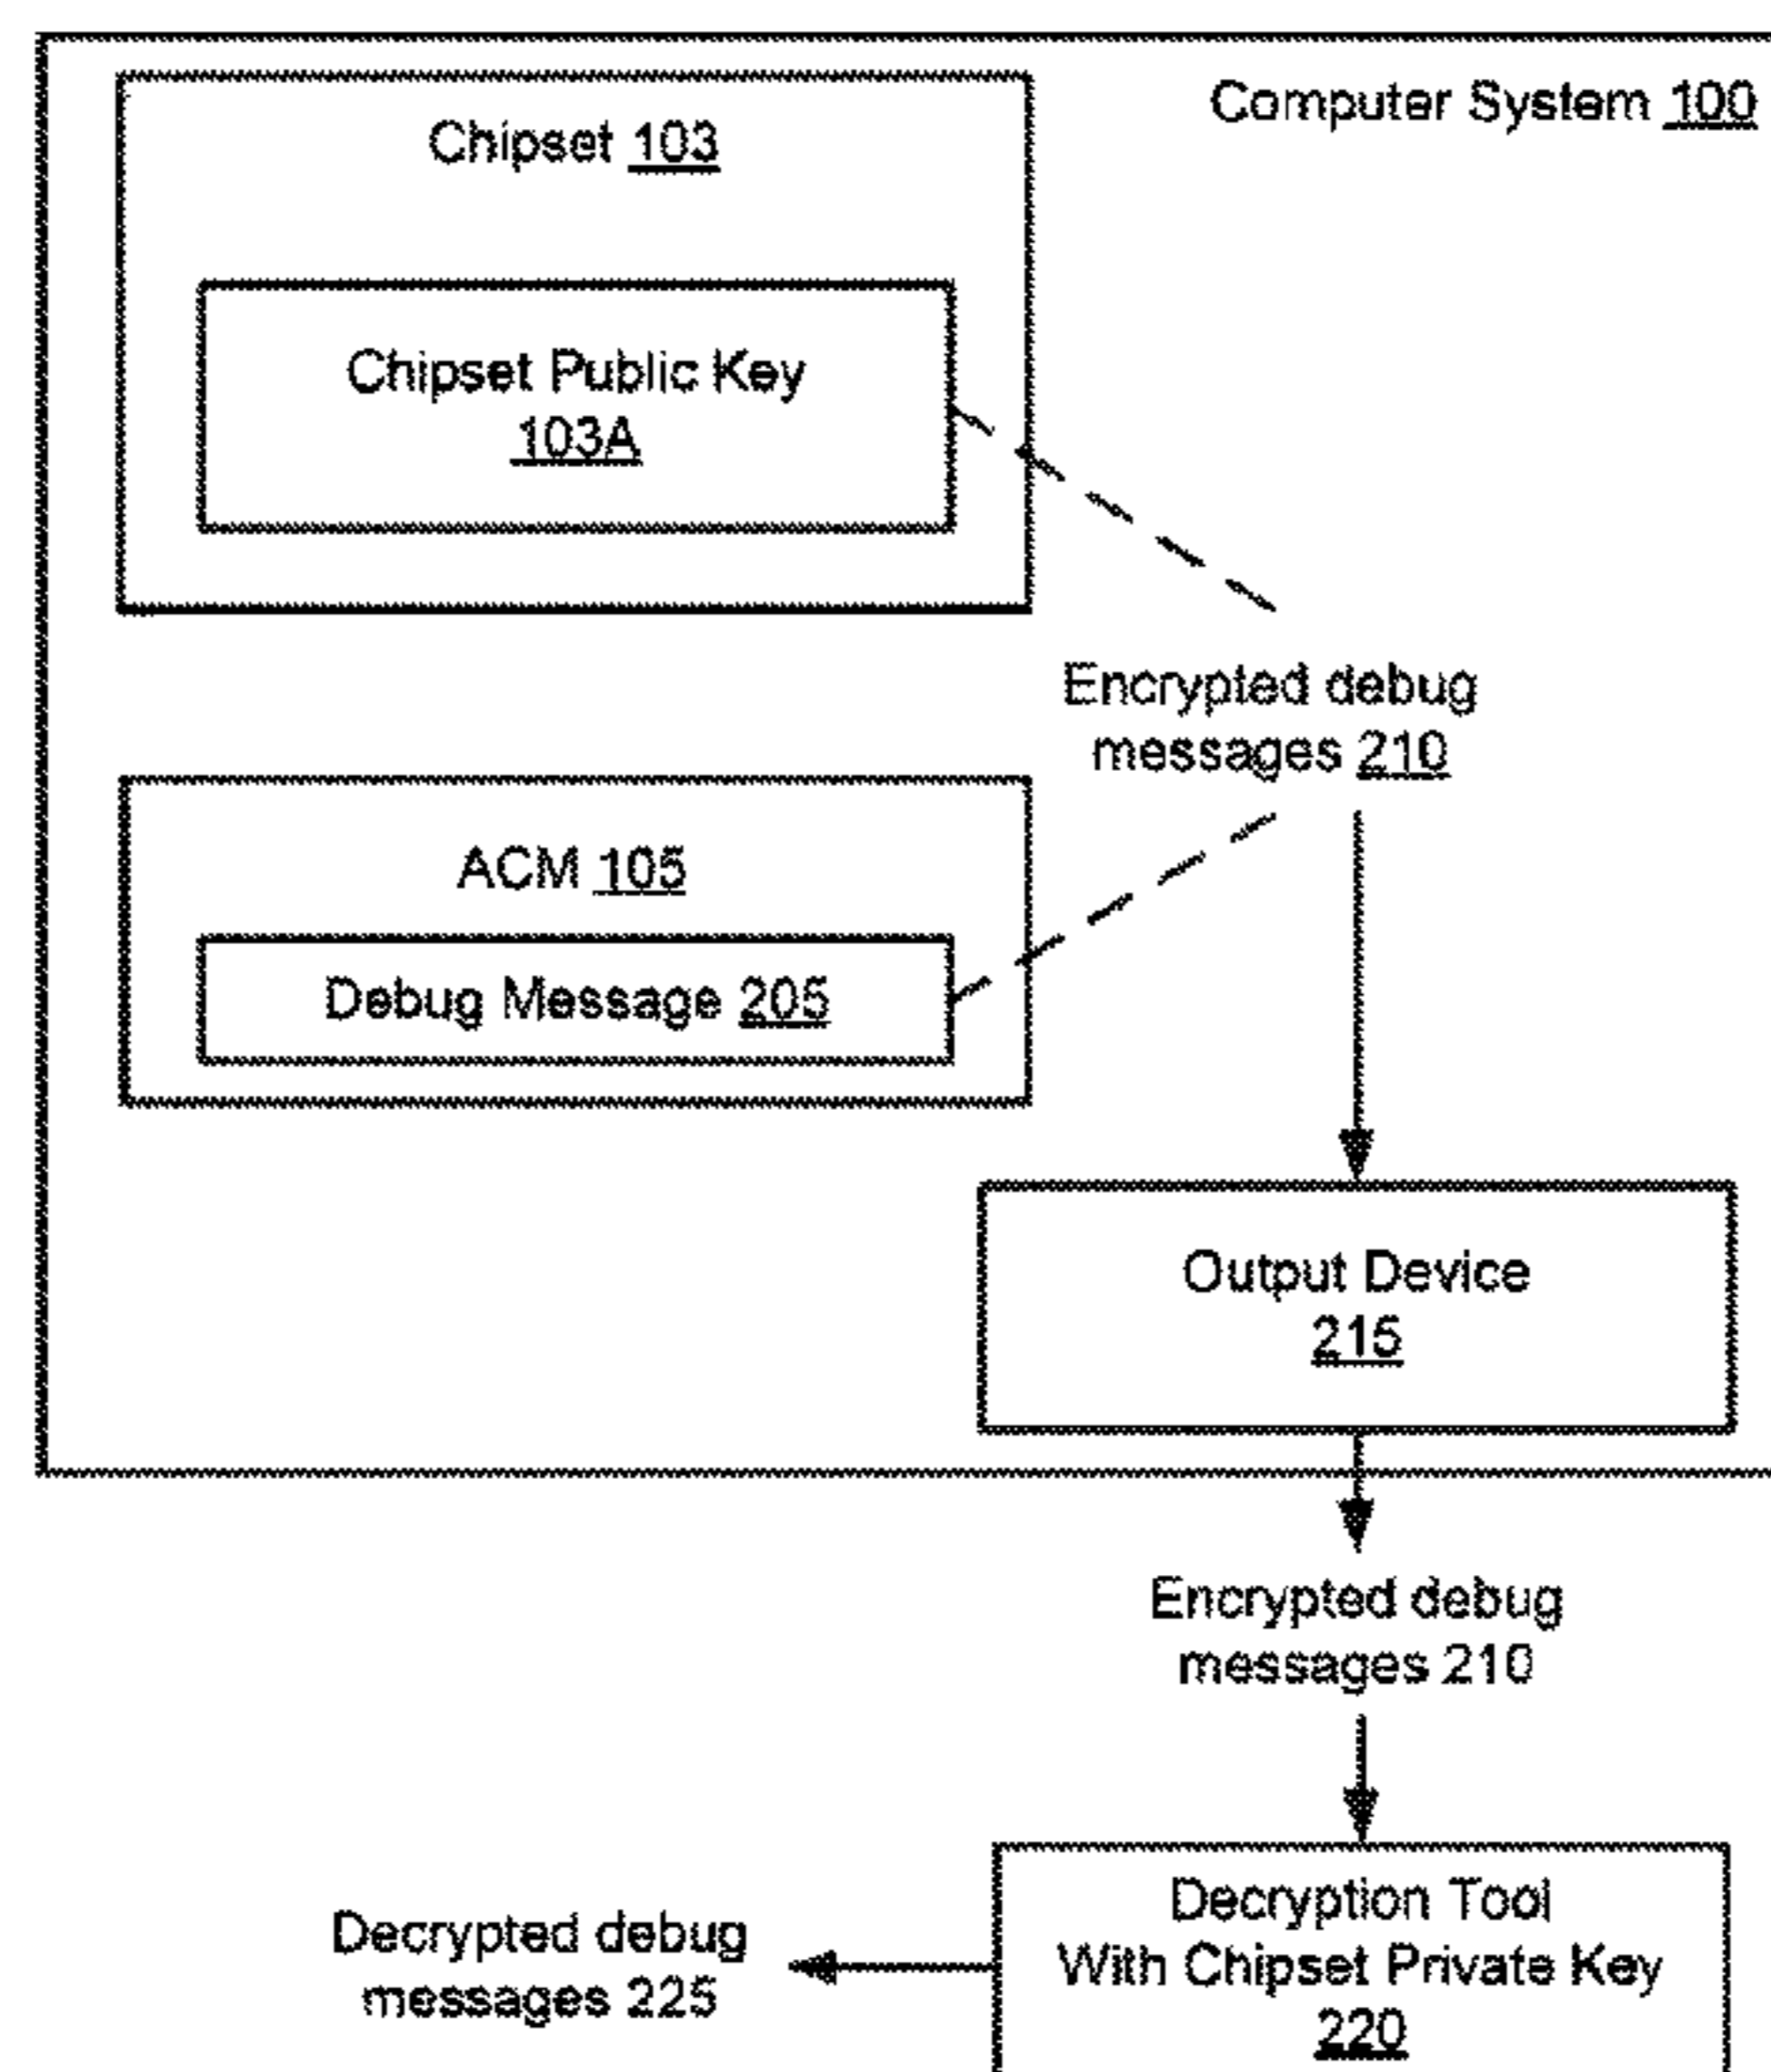 Computer System 100
Chipset 103
Chipset Public Key
103A
Encrypted debug
messages 210
ACM 105
Debug Message 205
Output Device
215
Encrypted debug
messages 210
Decryption Tool
With Chipset Private Key
220
Decrypted debug
messages 225